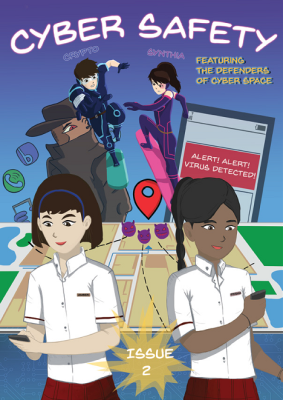 CYBER SAFETY
CRYPTO
SYNTHIA
FEATURING
THE DEFENDERS
OF CYBER SPACE
ALERT! ALERT!
VIRUS DETECTED!
ISSUE
2